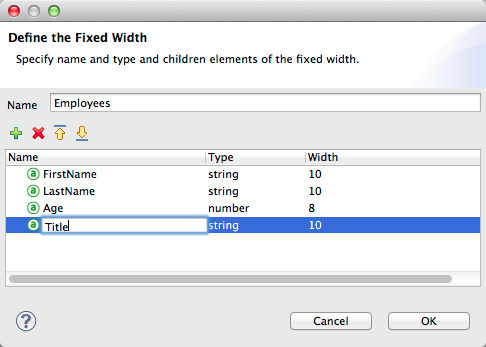 Define the Fixed Width
Specify name and type and children elements of the fixed width.
Name Employees
Name Type Width
a FirstName string 10
a LastName string 10
a Age number 8
a Title string 10
? Cancel OK